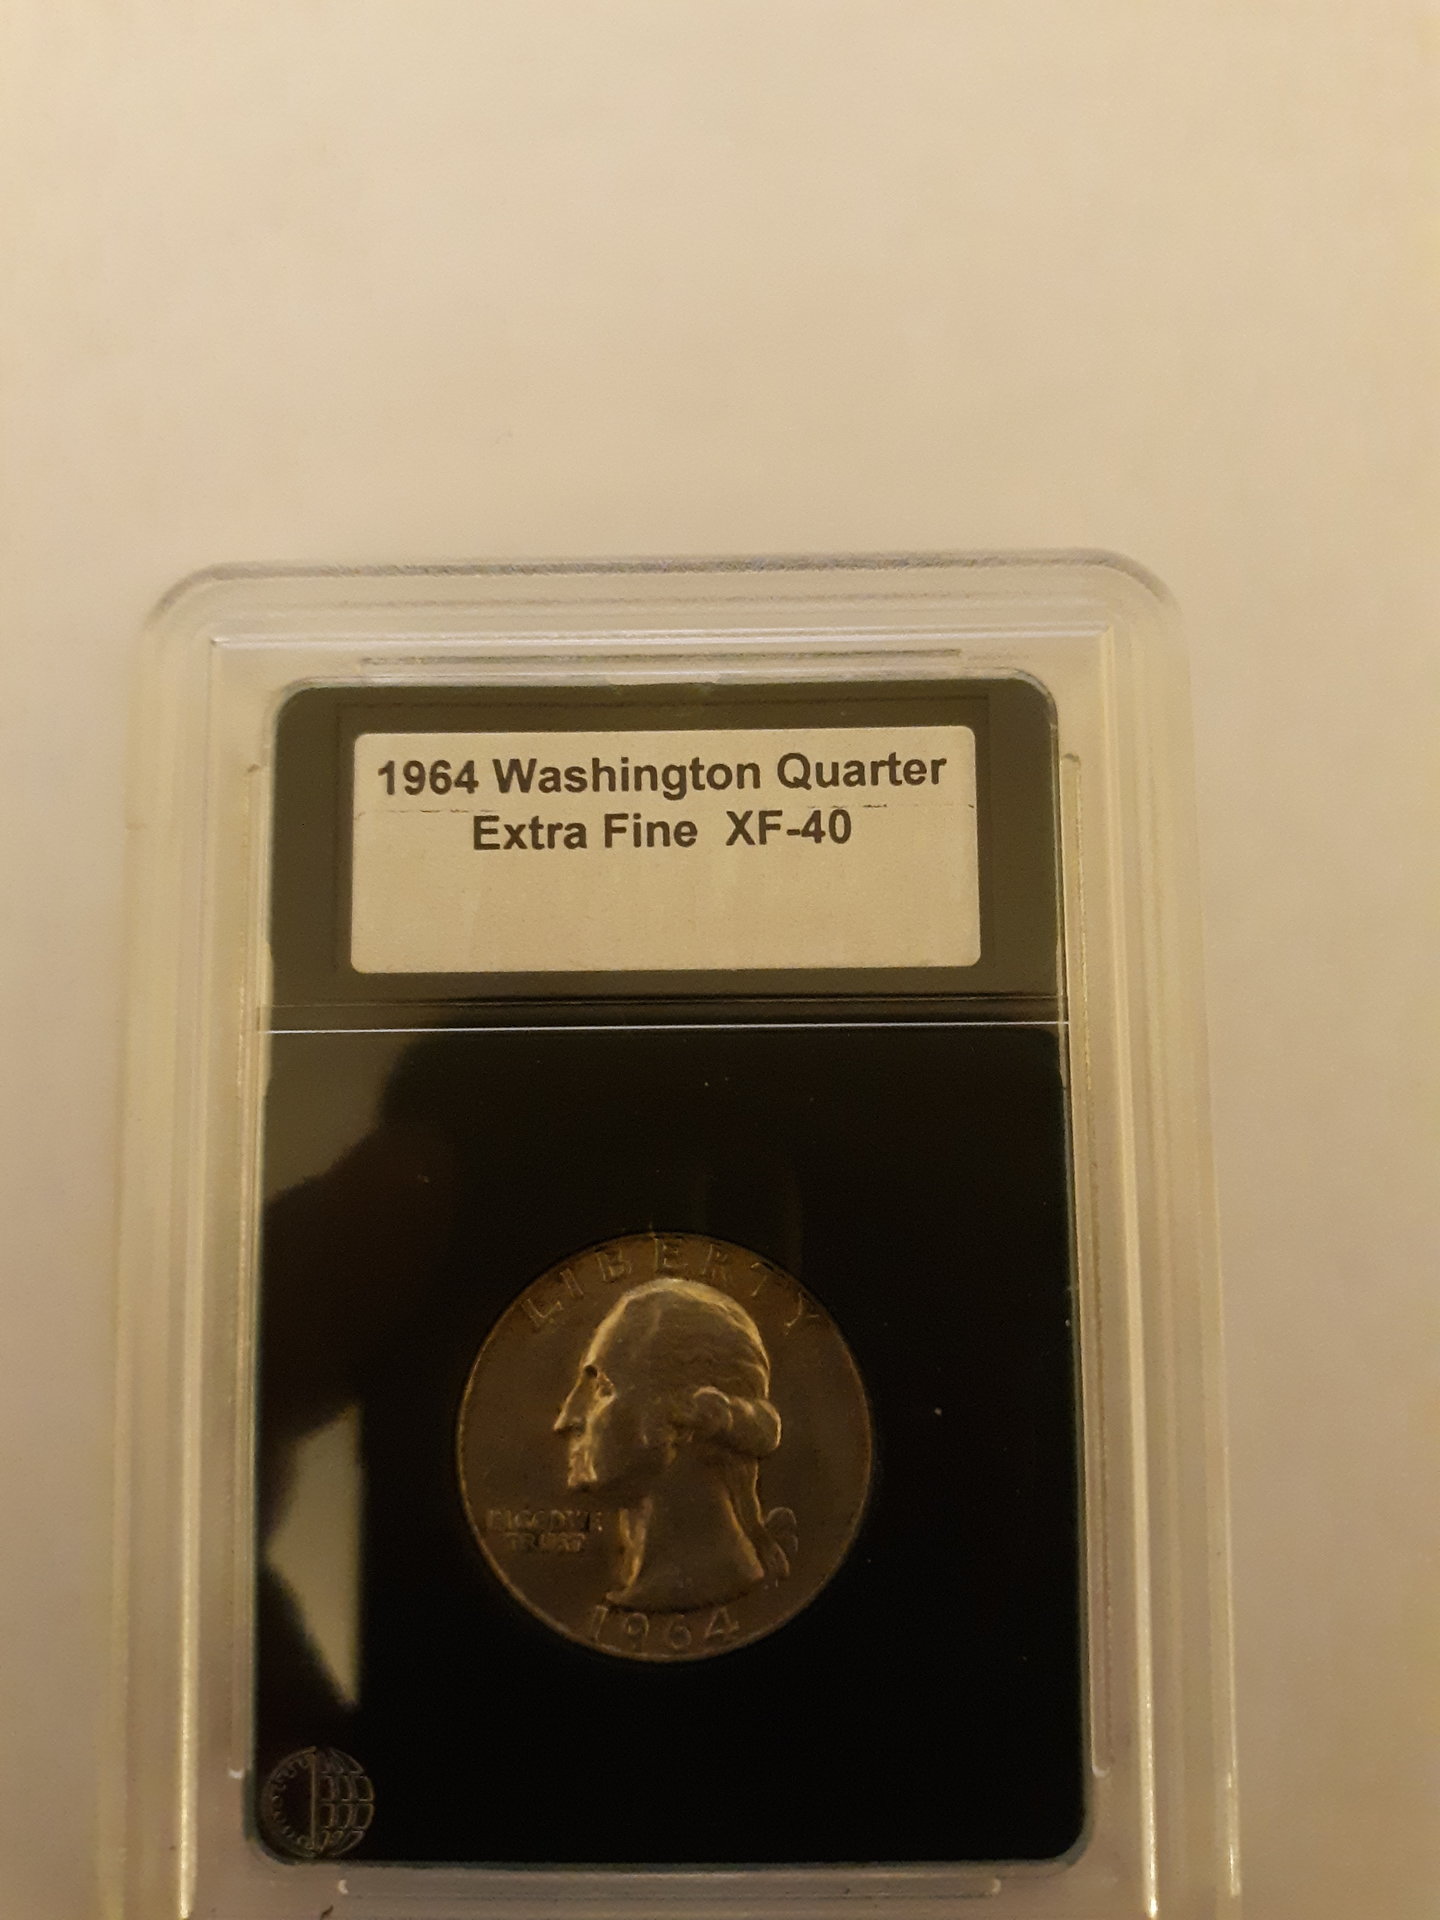 1964 Washington Quarter
Extra Fine XF-40
LIBERTY
IN GOD WE
TRUST
1964